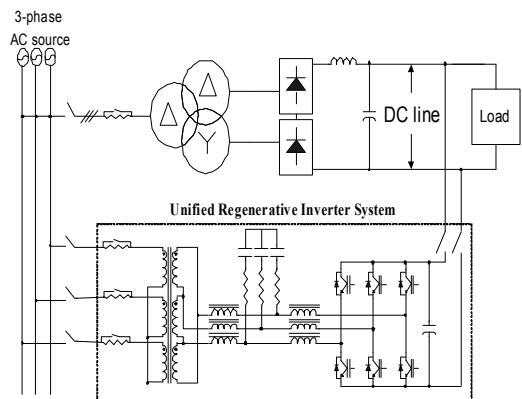 3-phase
AC source
Δ
Δ
Y
DC line
Load
Unified Regenerative Inverter System